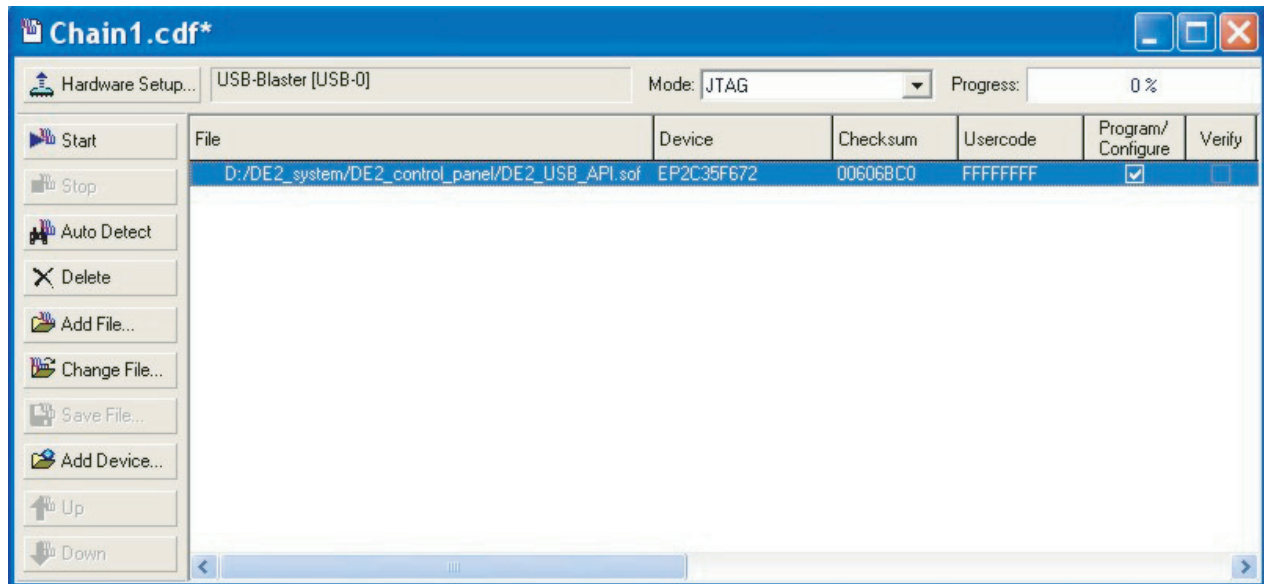 Chain1.cdf*
Hardware Setup... USB-Blaster [USB-0] Mode: JTAG Progress: 0 %
Start
Stop
Auto Detect
Delete
Add File...
Change File...
Save File...
Add Device...
Up
Down
File Device Checksum Usercode Program/
Configure Verify
D:/DE2_system/DE2_control_panel/DE2_USB_API.sof EP2C35F672 00606BC0 FFFFFFFF